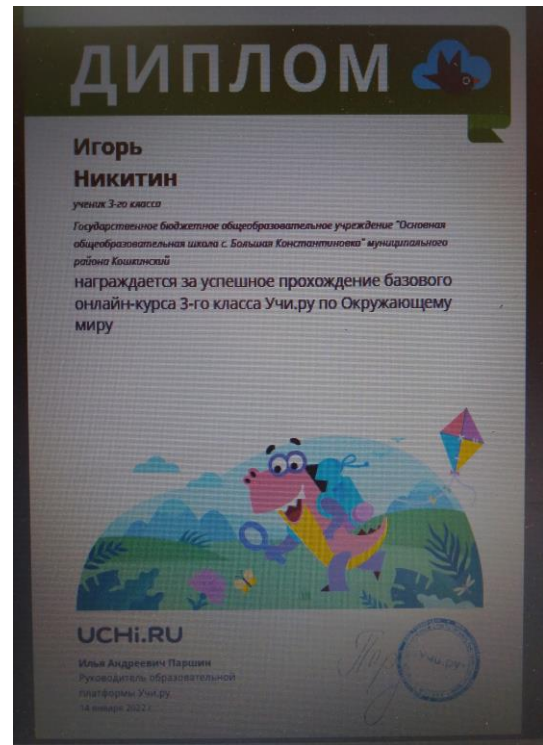 ДИПЛОМ
Игорь
Никитин
ученик 3-го класса
Государственное бюджетное общеобразовательное учреждение "Основная
общеобразовательная школа с. Большая Константиновка" муниципального
района Кошкинский
награждается за успешное прохождение базового
онлайн-курса 3-го класса Учи.ру по Окружающему
миру
UCHi.RU
Илья Андреевич Паршин
Руководитель образовательной
платформы Учи.ру
14 января 2022 г.
Учи.ру